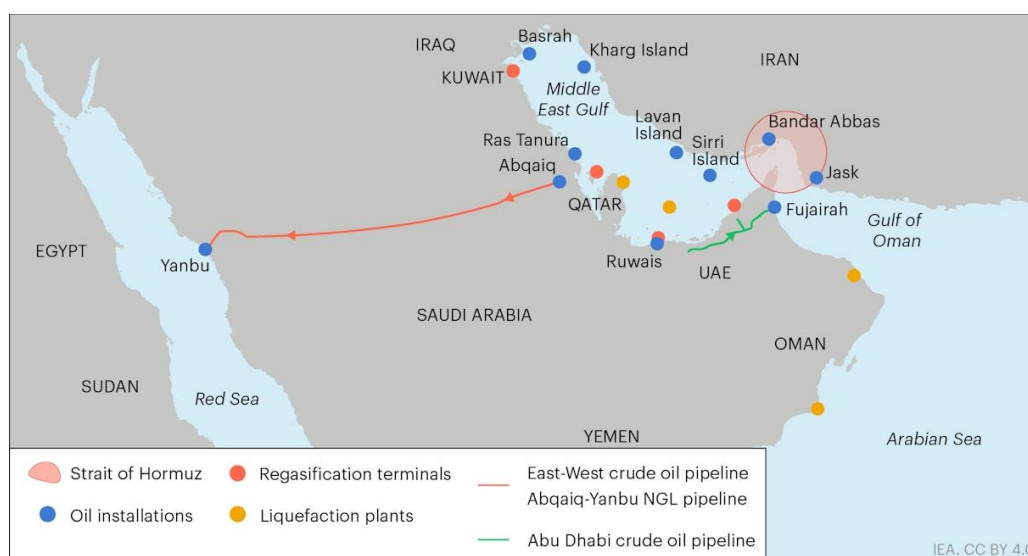 IRAQ
Basrah
Kharg Island
IRAN
KUWAIT
Middle
East Gulf
Lavan
Island
Bandar Abbas
Ras Tanura
Sirri
Island
Abqaiq
Jask
QATAR
Fujairah
Gulf of
Oman
EGYPT
Yanbu
Ruwais
UAE
SAUDI ARABIA
OMAN
SUDAN
Red Sea
YEMEN
Arabian Sea
Strait of Hormuz
Regasification terminals
East-West crude oil pipeline
Abqaiq-Yanbu NGL pipeline
Oil installations
Liquefaction plants
Abu Dhabi crude oil pipeline
IEA. CC BY 4.0